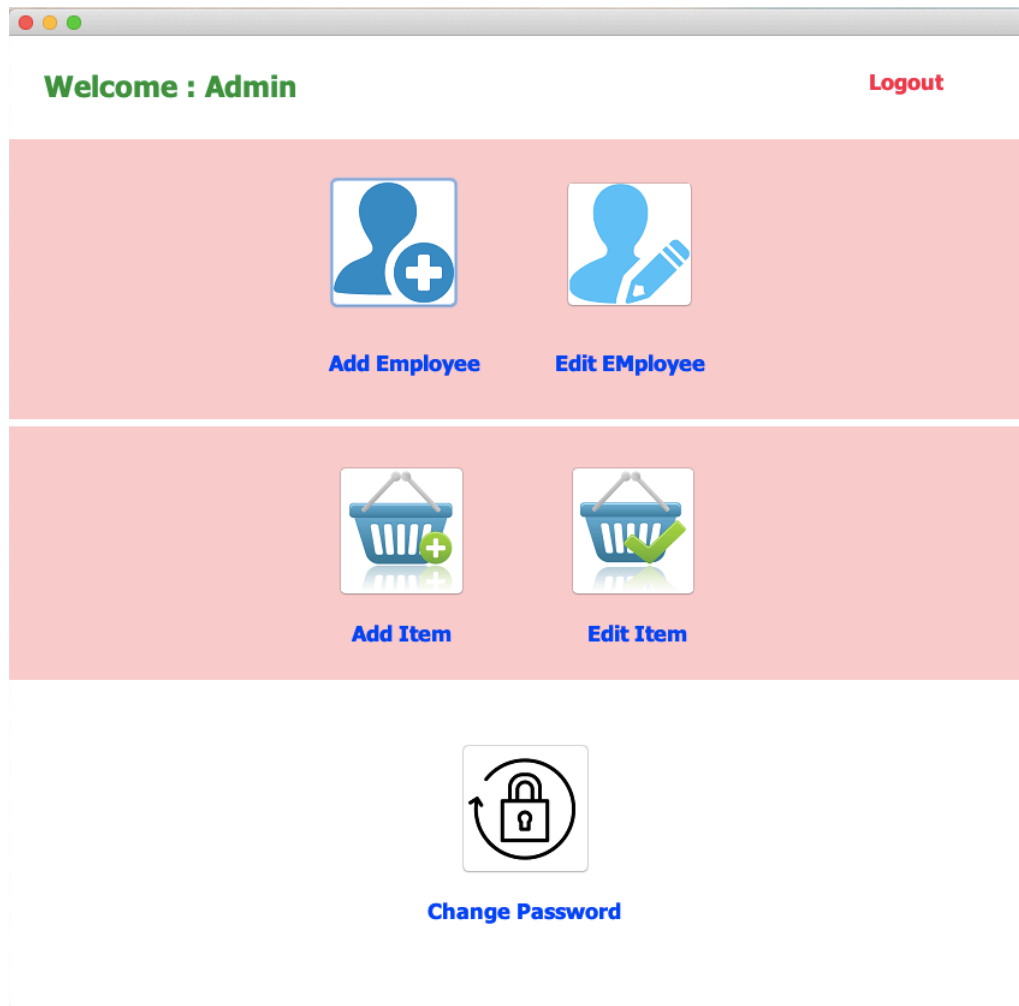 Welcome : Admin
Logout
Add Employee
Edit EMployee
Add Item
Edit Item
Change Password